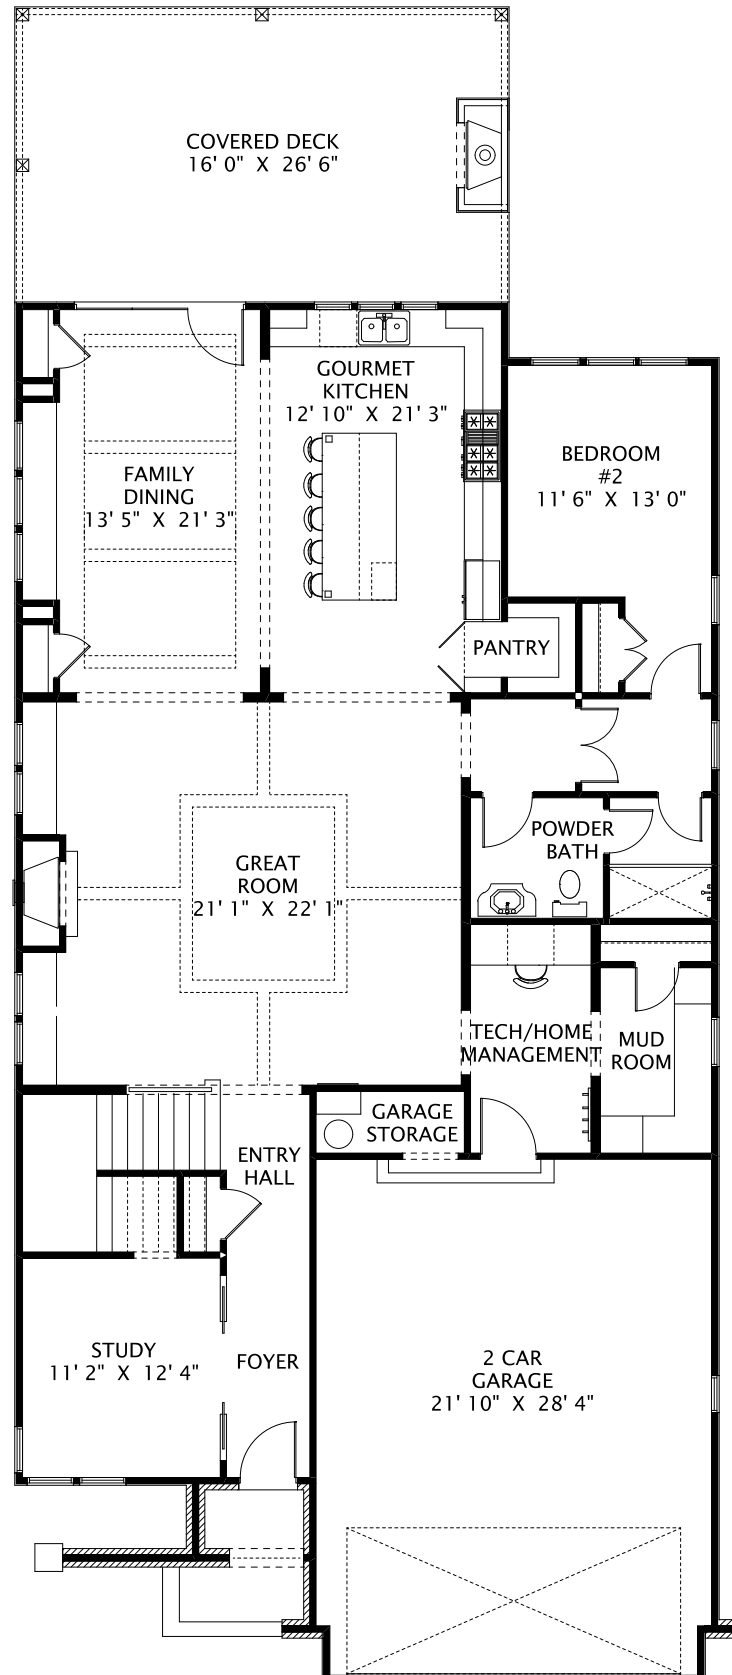 COVERED DECK
16' 0" X 26' 6"
GOURMET
KITCHEN
12' 10" X 21' 3"
FAMILY
DINING
13' 5" X 21' 3"
BEDROOM
#2
11' 6" X 13' 0"
PANTRY
POWDER
BATH
GREAT
ROOM
21' 1" X 22' 1"
TECH/HOME
MANAGEMENT
MUD
ROOM
GARAGE
STORAGE
ENTRY
HALL
STUDY
11' 2" X 12' 4"
FOYER
2 CAR
GARAGE
21' 10" X 28' 4"